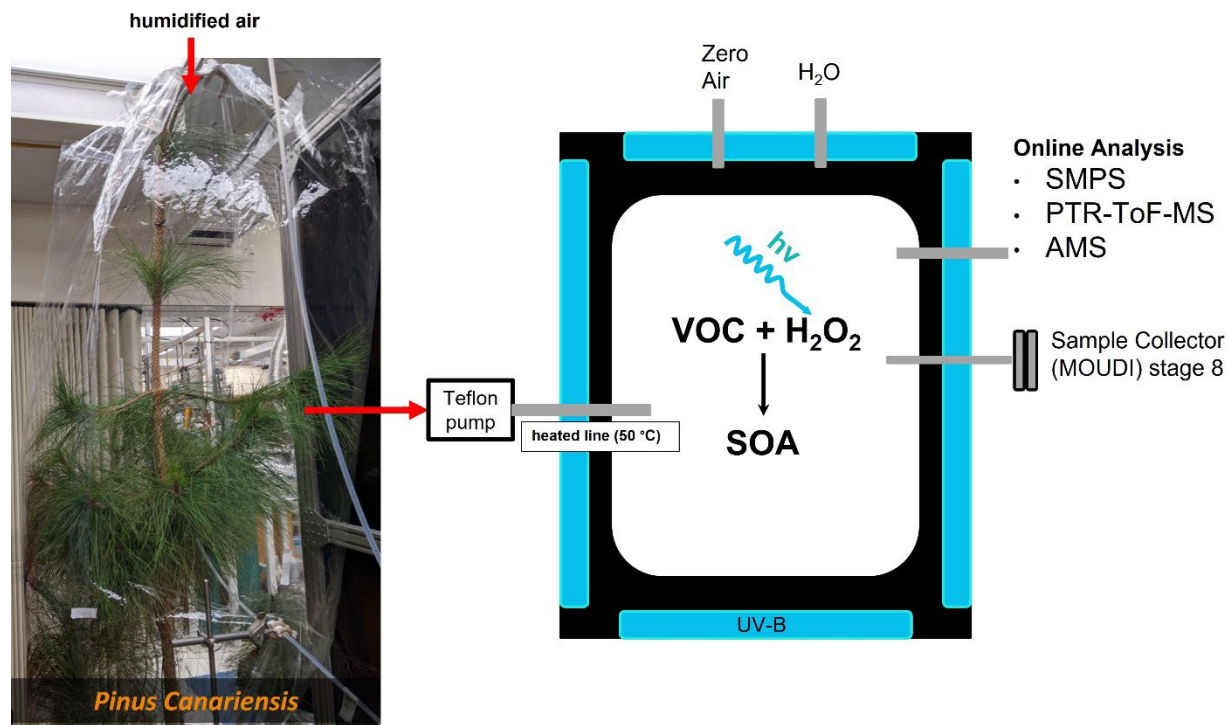 humidified air
Pinus Canariensis
Teflon
pump
heated line (50 °C)
Zero
Air
H₂O
hv
VOC + H₂O₂
SOA
UV-B
Online Analysis
· SMPS
· PTR-ToF-MS
· AMS
Sample Collector
(MOUDI) stage 8